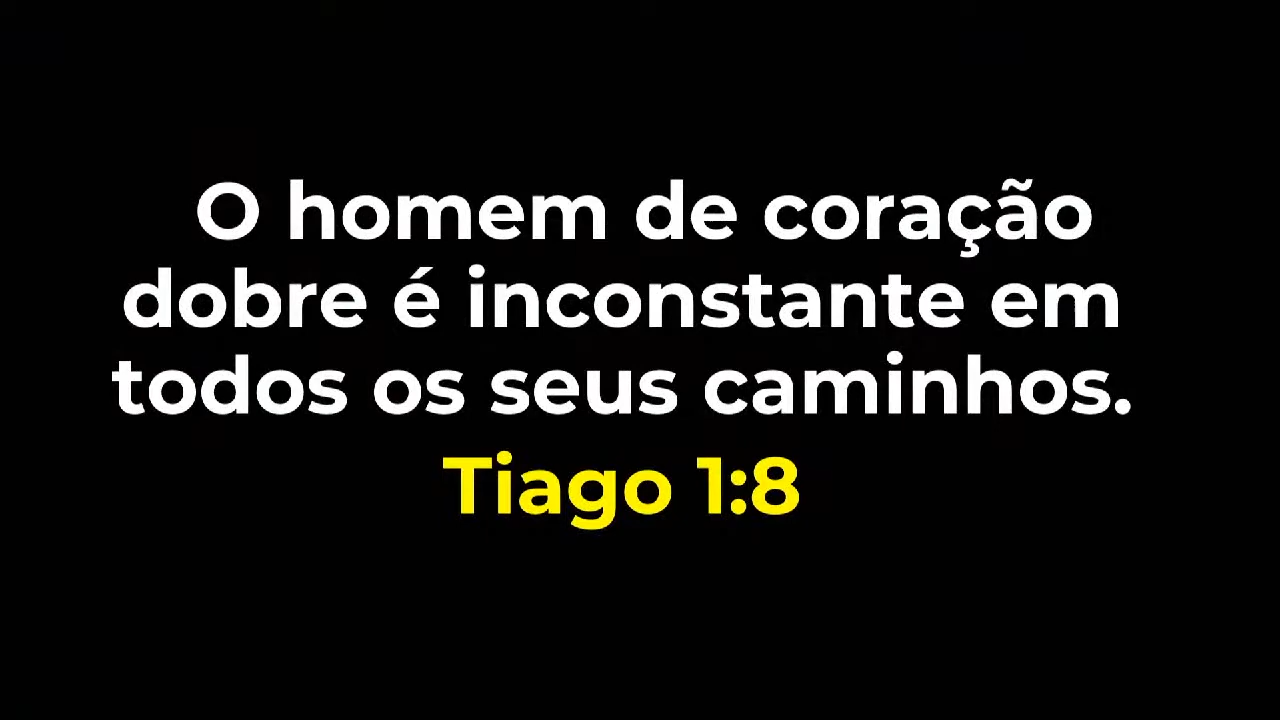 O homem de coração
dobre é inconstante em
todos os seus caminhos.
Tiago 1:8